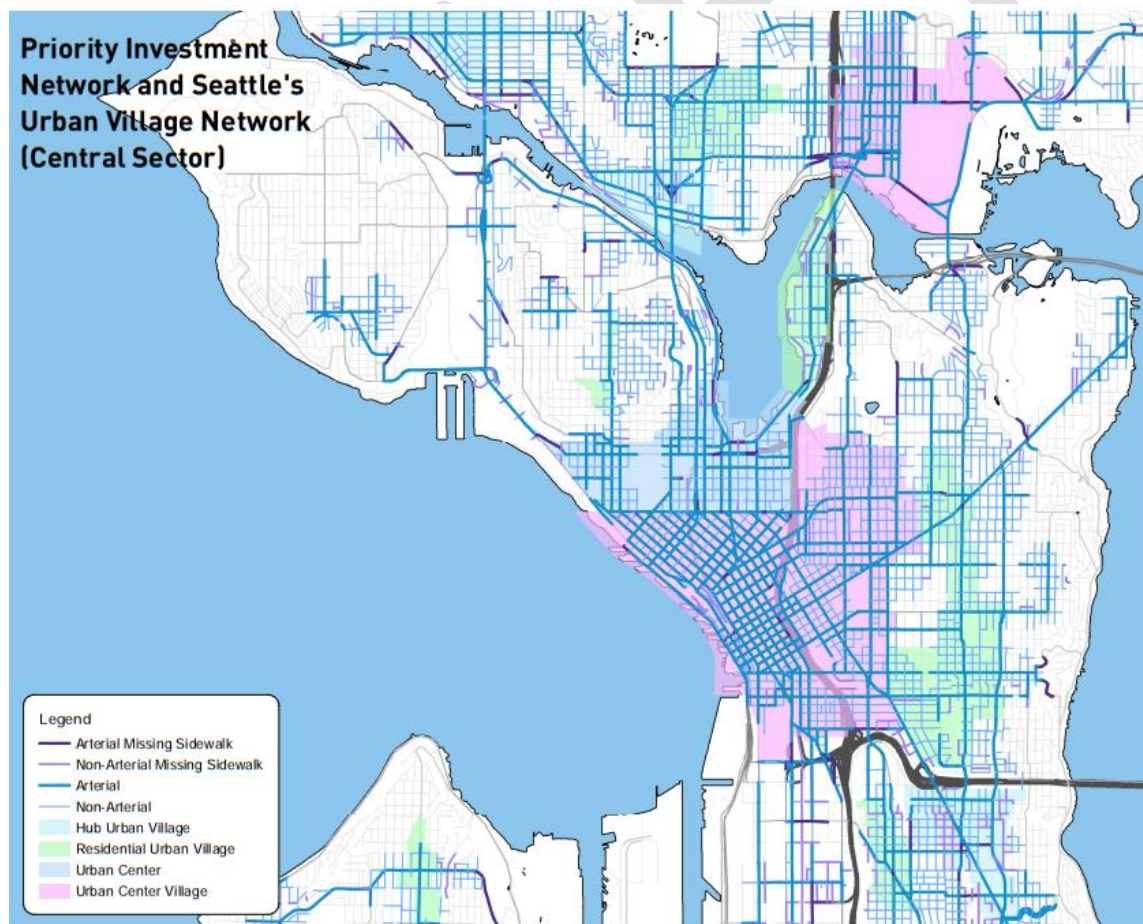 Priority Investment
Network and Seattle's
Urban Village Network
(Central Sector)
Legend
Arterial Missing Sidewalk
Non-Arterial Missing Sidewalk
Arterial
Non-Arterial
Hub Urban Village
Residential Urban Village
Urban Center
Urban Center Village